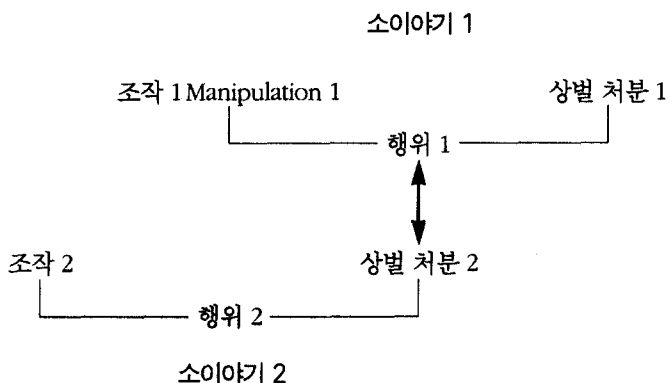 소이야기 1
조작 1 Manipulation 1 상벌 처분 1
행위 1
조작 2 상벌 처분 2
행위 2
소이야기 2